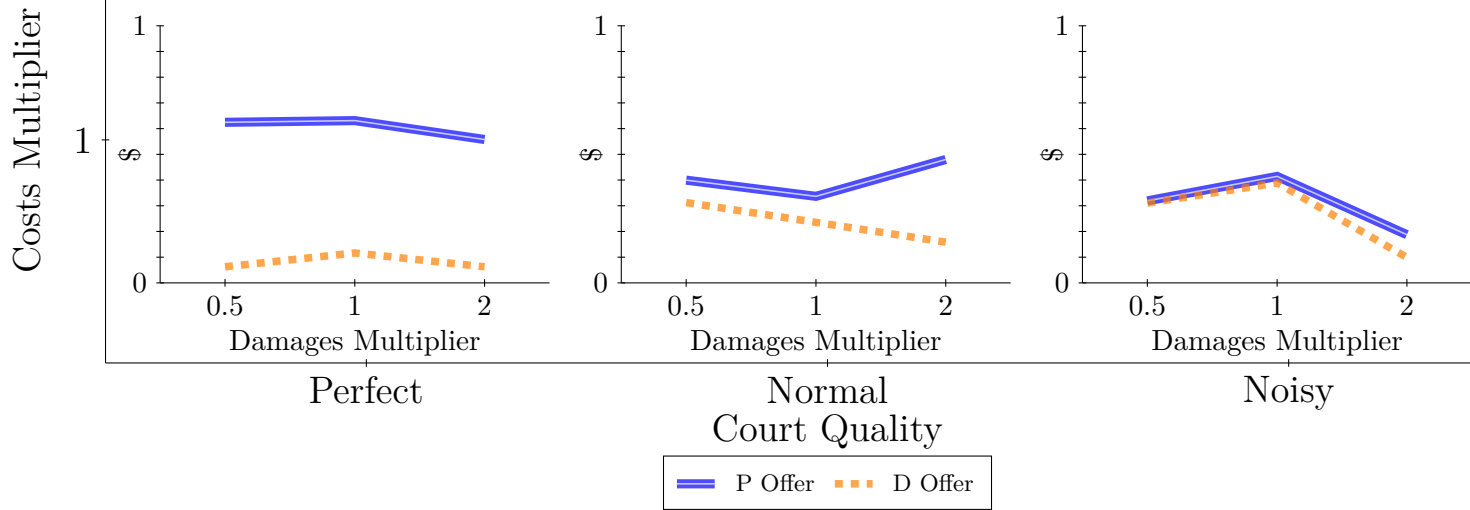 Costs Multiplier
1
1
$
0
0.5 1 2
Damages Multiplier
1
$
0
0.5 1 2
Damages Multiplier
1
$
0
0.5 1 2
Damages Multiplier
Perfect Normal Noisy
Court Quality
P Offer D Offer